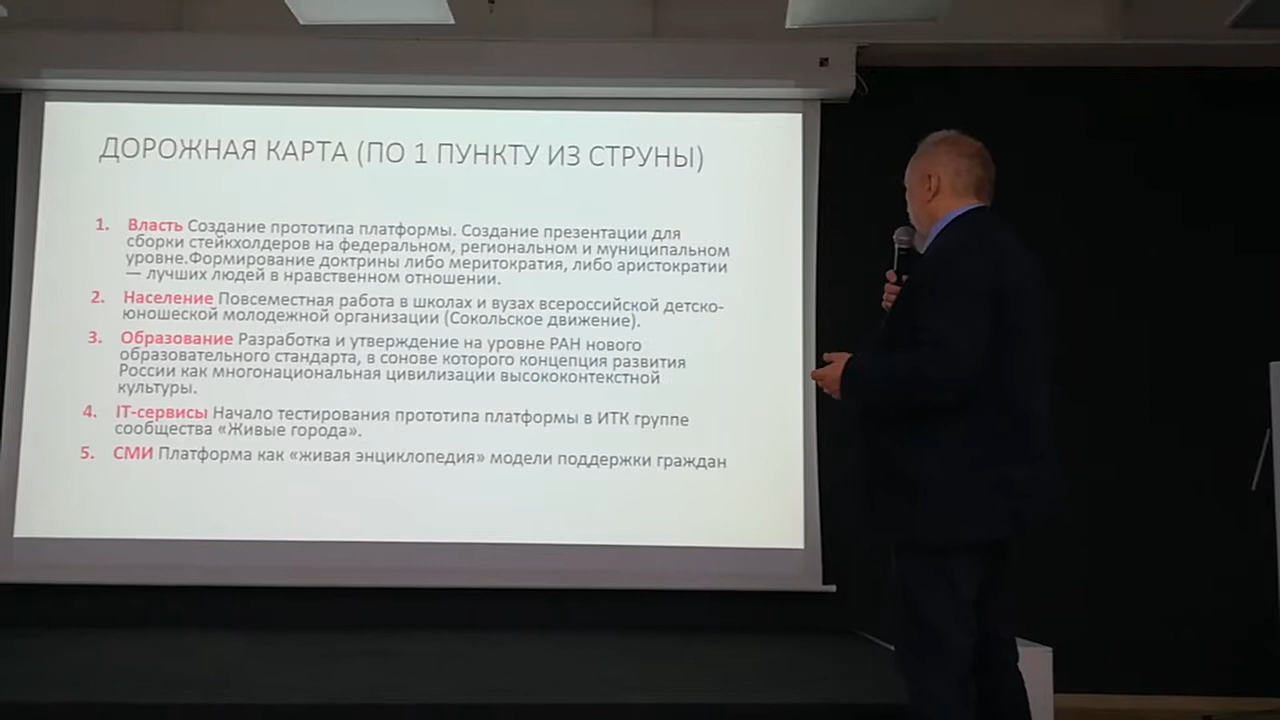 ДОРОЖНАЯ КАРТА (ПО 1 ПУНКТУ ИЗ СТРУНЫ)
1. Власть Создание прототипа платформы. Создание презентации для
сборки стейкхолдеров на федеральном, региональном и муниципальном
уровне.Формирование доктрины либо меритократия, либо аристократии
— лучших людей в нравственном отношении.
2. Население Повсеместная работа в школах и вузах всероссийской детско-
юношеской молодежной организации (Сокольское движение).
3. Образование Разработка и утверждение на уровне РАН нового
образовательного стандарта, в сонове которого концепция развития
России как многонациональная цивилизации высококонтекстной
культуры.
4. IT-сервисы Начало тестирования прототипа платформы в ИТК группе
сообщества «Живые города».
5. СМИ Платформа как «живая энциклопедия» модели поддержки граждан